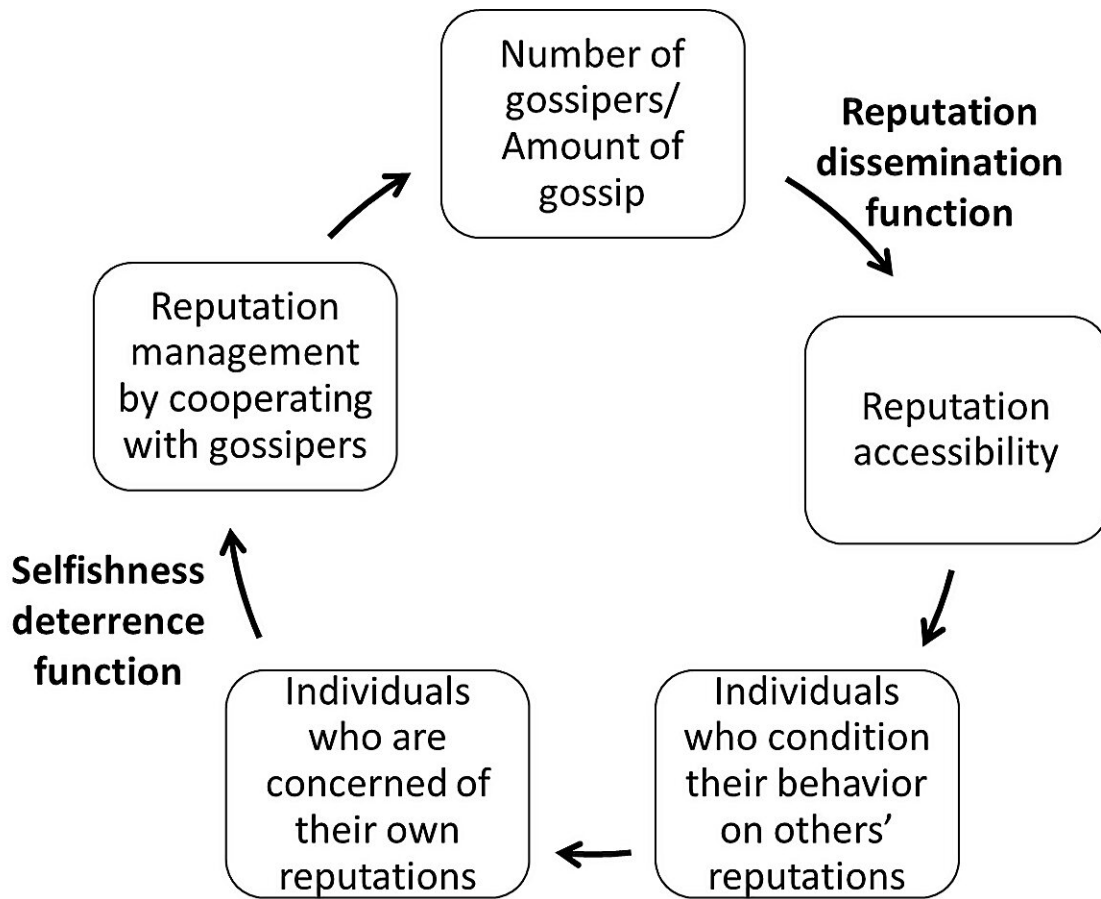 Number of
gossipers/
Amount of
gossip
Reputation
dissemination
function
Reputation
accessibility
Individuals
who condition
their behavior
on others’
reputations
Individuals
who are
concerned of
their own
reputations
Selfishness
deterrence
function
Reputation
management
by cooperating
with gossipers